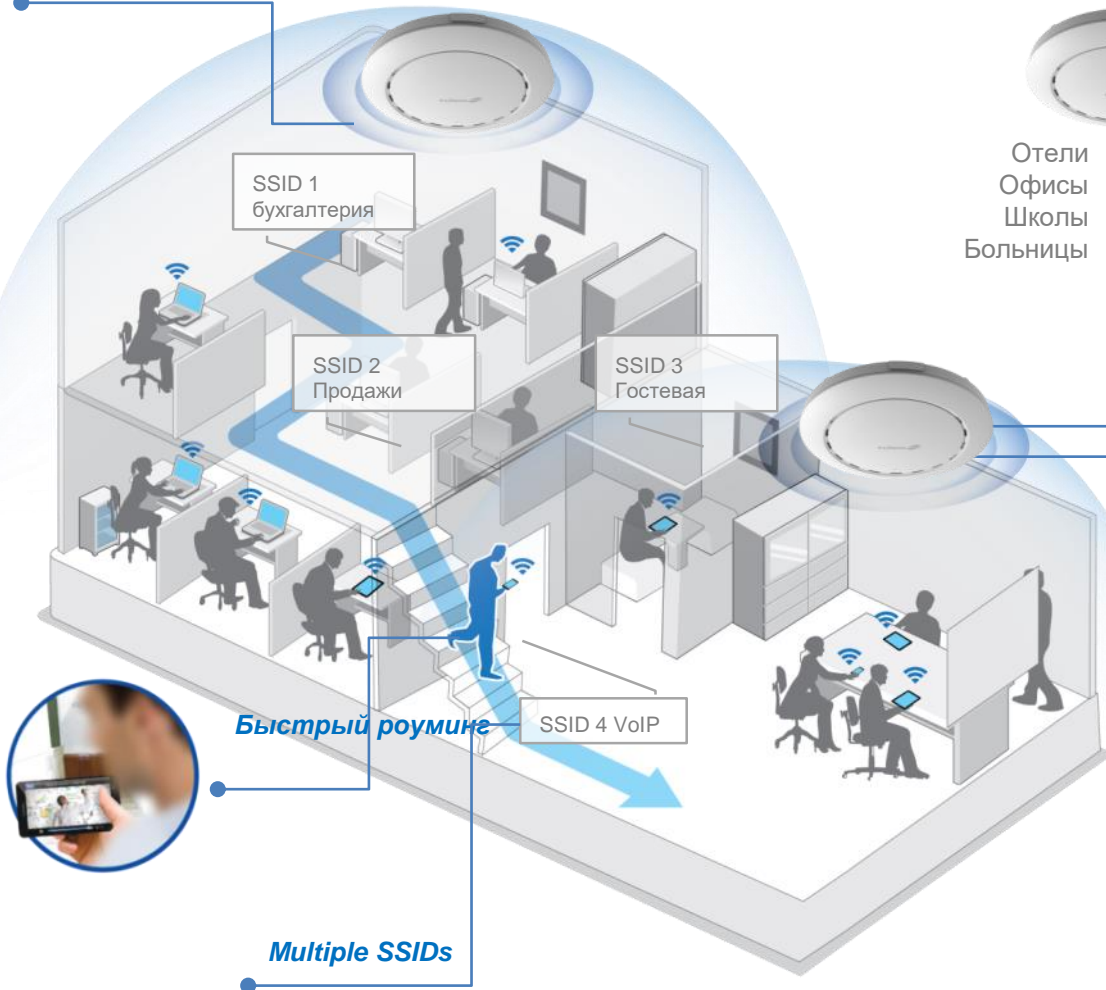 Отели
Офисы
Школы
Больницы
SSID 1
бухгалтерия
SSID 2
Продажи
SSID 3
Гостевая
Быстрый роуминг
SSID 4 VoIP
Multiple SSIDs